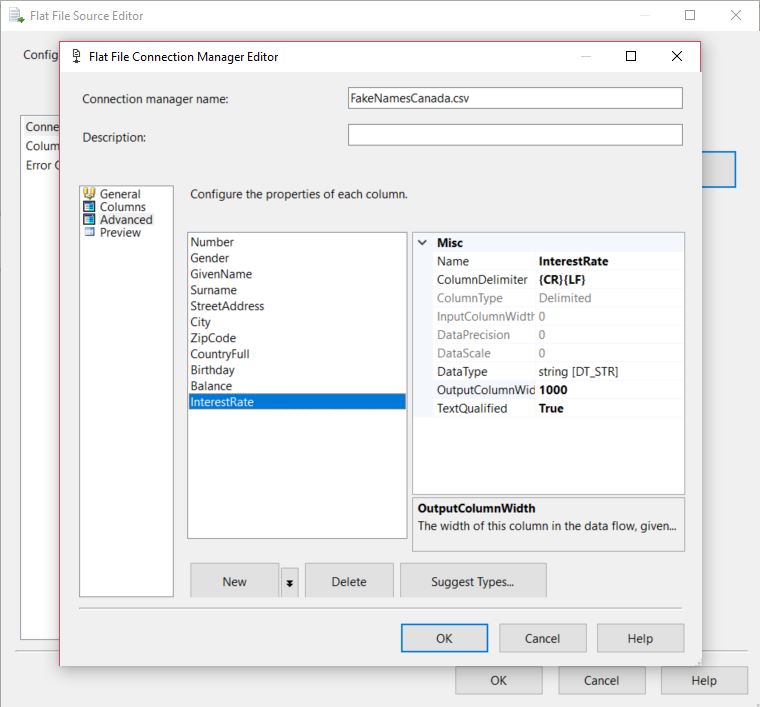 Flat File Source Editor
Config
Flat File Connection Manager Editor
Connection manager name:
FakeNamesCanada.csv
Description:
Conne
Colum
Error C
General
Columns
Advanced
Preview
Configure the properties of each column.
Number
Gender
GivenName
Surname
StreetAddress
City
ZipCode
CountryFull
Birthday
Balance
InterestRate
Misc
Name InterestRate
ColumnDelimiter {CR}{LF}
ColumnType Delimited
InputColumnWidth 0
DataPrecision 0
DataScale 0
DataType string [DT_STR]
OutputColumnWid 1000
TextQualified True
OutputColumnWidth
The width of this column in the data flow, given...
New
Delete
Suggest Types...
OK
Cancel
Help
OK
Cancel
Help